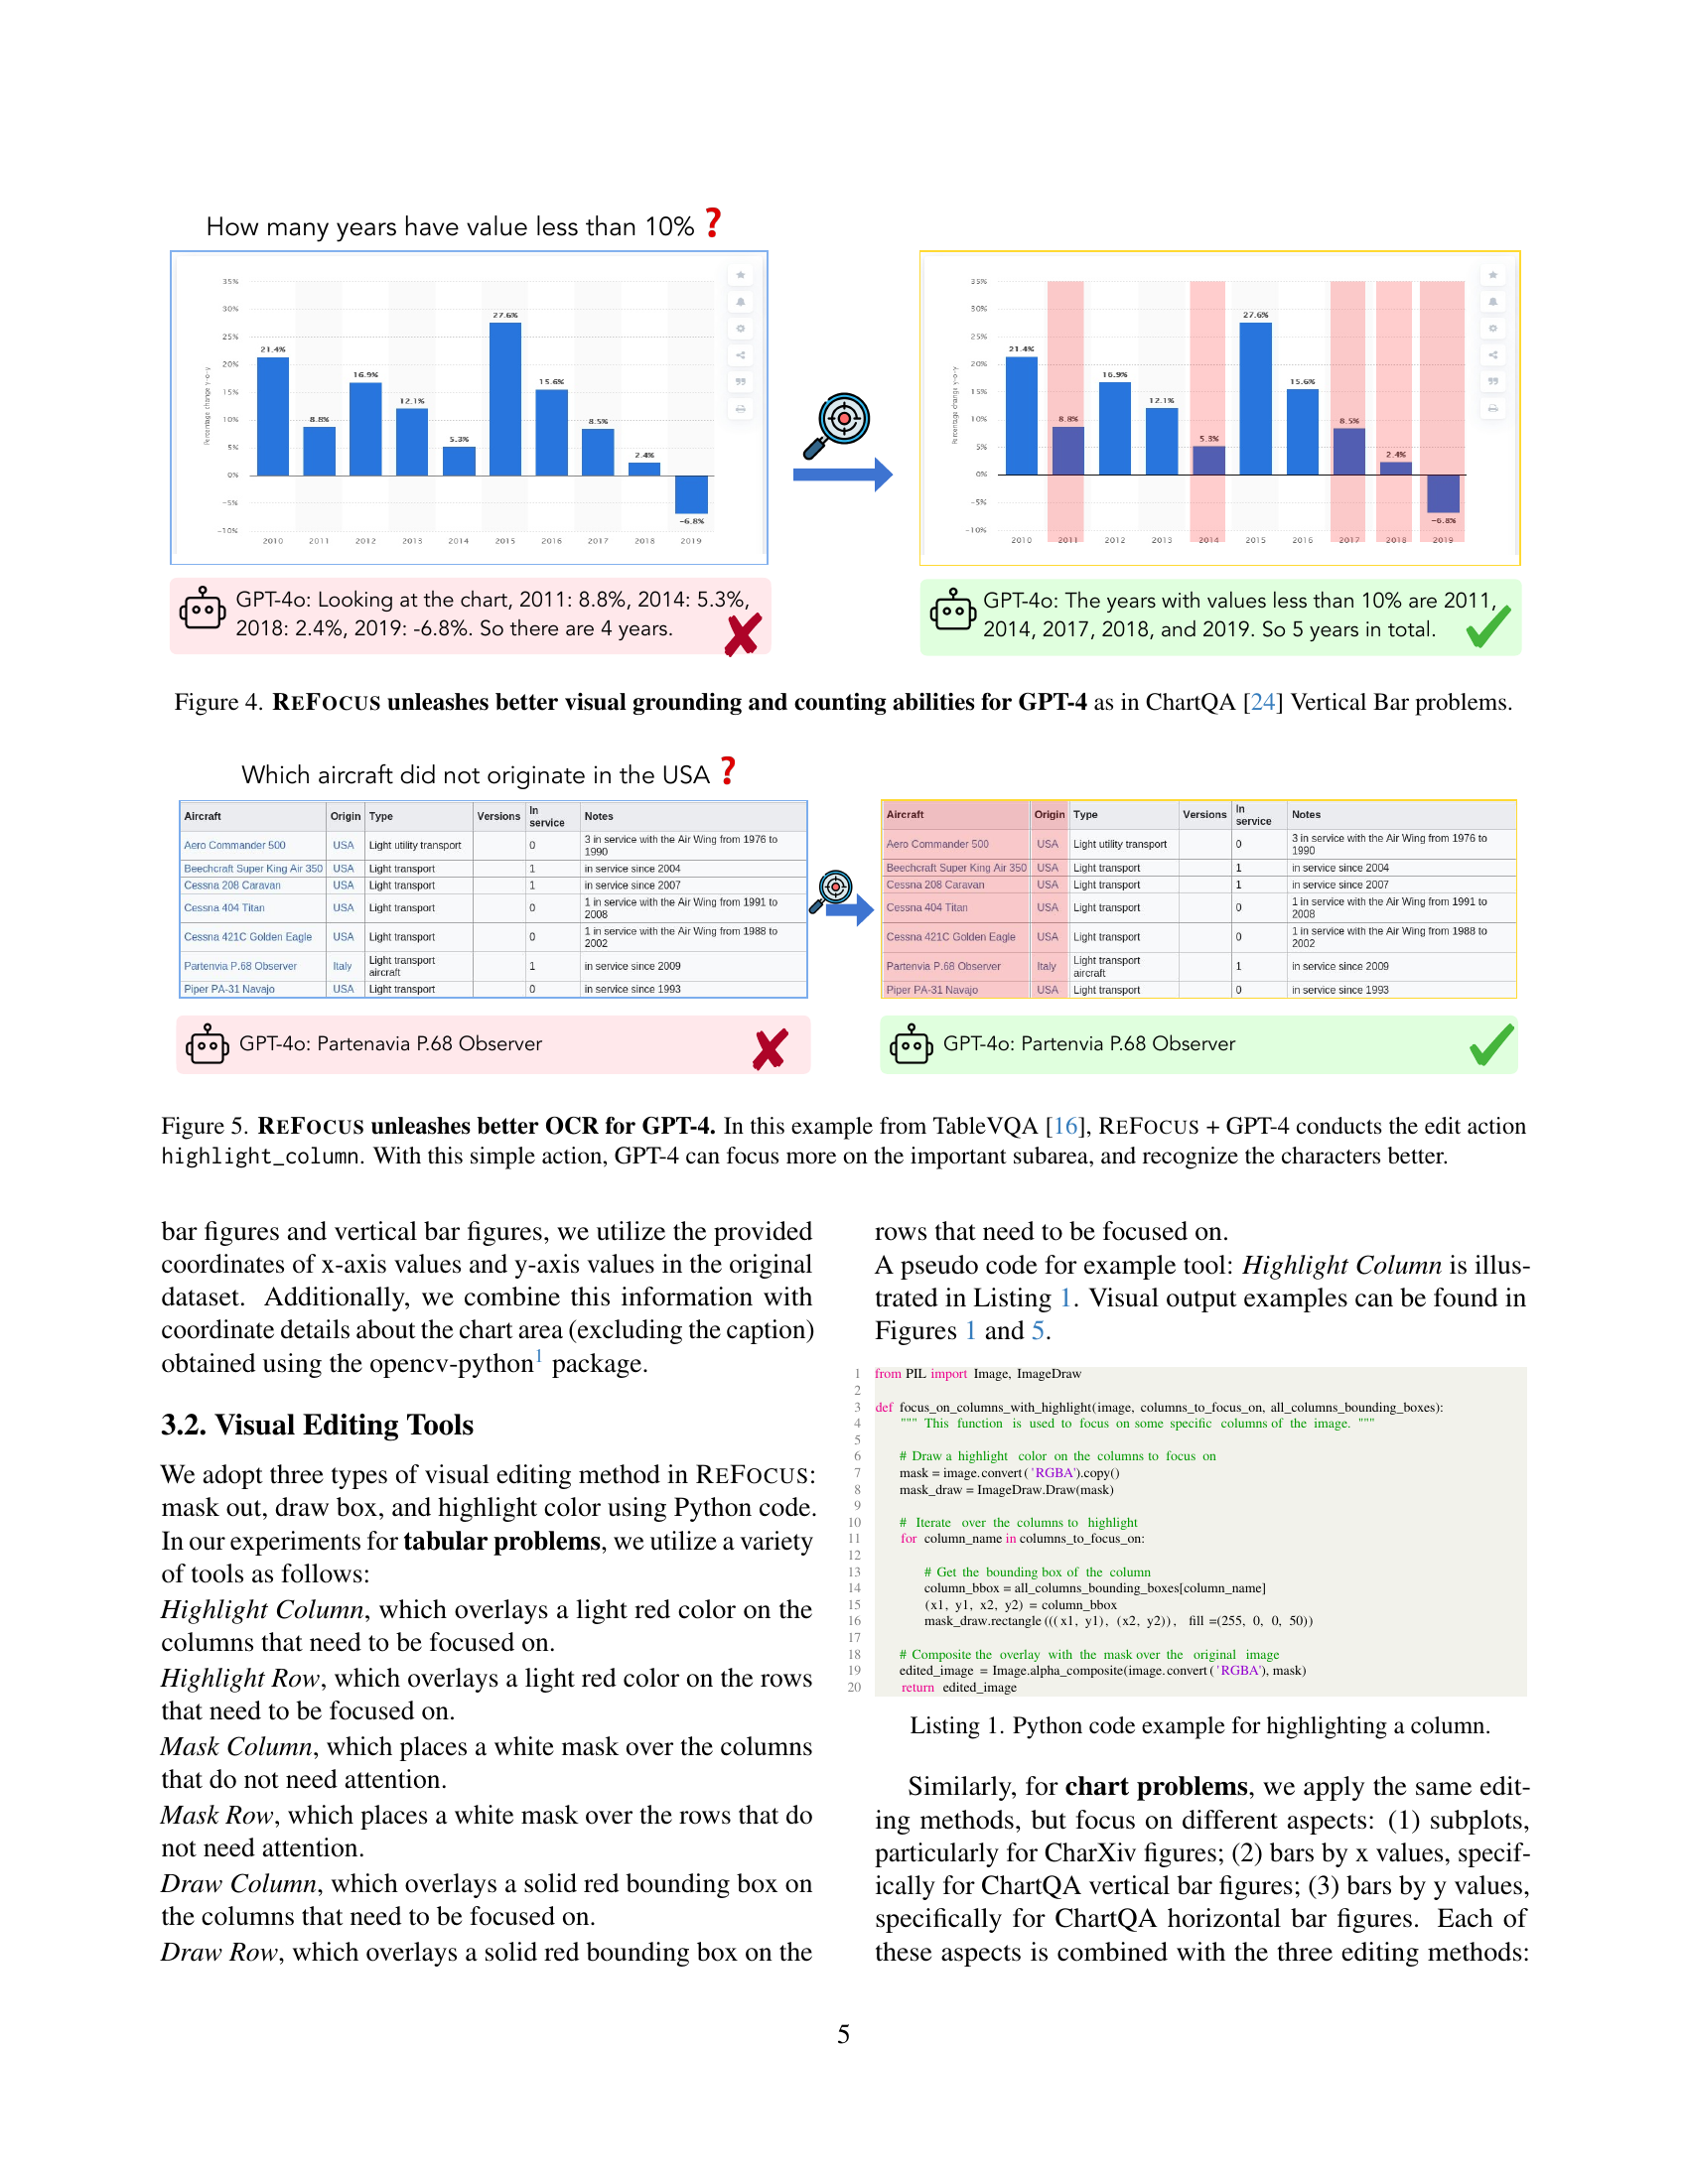 How many years have value less than 10% ?
35%
30%
25%
20%
15%
10%
5%
0%
-5%
-10%
Percentage change y-o-y
21.4%
8.8%
16.9%
12.1%
5.3%
27.6%
15.6%
8.5%
2.4%
-6.8%
2010 2011 2012 2013 2014 2015 2016 2017 2018 2019
35%
30%
25%
20%
15%
10%
5%
0%
-5%
-10%
Percentage change y-o-y
21.4%
8.8%
16.9%
12.1%
5.3%
27.6%
15.6%
8.5%
2.4%
-6.8%
2010 2011 2012 2013 2014 2015 2016 2017 2018 2019
GPT-4o: Looking at the chart, 2011: 8.8%, 2014: 5.3%,
2018: 2.4%, 2019: -6.8%. So there are 4 years.
GPT-4o: The years with values less than 10% are 2011,
2014, 2017, 2018, and 2019. So 5 years in total.
Figure 4. REFOCUS unleashes better visual grounding and counting abilities for GPT-4 as in ChartQA [24] Vertical Bar problems.
Which aircraft did not originate in the USA ?
Aircraft Origin Type Versions In service Notes
Aero Commander 500 USA Light utility transport 0 3 in service with the Air Wing from 1976 to 1990
Beechcraft Super King Air 350 USA Light transport 1 in service since 2004
Cessna 208 Caravan USA Light transport 1 in service since 2007
Cessna 404 Titan USA Light transport 0 1 in service with the Air Wing from 1991 to 2008
Cessna 421C Golden Eagle USA Light transport 0 1 in service with the Air Wing from 1988 to 2002
Partenvia P.68 Observer Italy Light transport aircraft 1 in service since 2009
Piper PA-31 Navajo USA Light transport 0 in service since 1993
Aircraft Origin Type Versions In service Notes
Aero Commander 500 USA Light utility transport 0 3 in service with the Air Wing from 1976 to 1990
Beechcraft Super King Air 350 USA Light transport 1 in service since 2004
Cessna 208 Caravan USA Light transport 1 in service since 2007
Cessna 404 Titan USA Light transport 0 1 in service with the Air Wing from 1991 to 2008
Cessna 421C Golden Eagle USA Light transport 0 1 in service with the Air Wing from 1988 to 2002
Partenvia P.68 Observer Italy Light transport aircraft 1 in service since 2009
Piper PA-31 Navajo USA Light transport 0 in service since 1993
GPT-4o: Partenavia P.68 Observer
GPT-4o: Partenvia P.68 Observer
Figure 5. REFOCUS unleashes better OCR for GPT-4. In this example from TableVQA [16], REFOCUS + GPT-4 conducts the edit action
highlight_column. With this simple action, GPT-4 can focus more on the important subarea, and recognize the characters better.
bar figures and vertical bar figures, we utilize the provided
coordinates of x-axis values and y-axis values in the original
dataset. Additionally, we combine this information with
coordinate details about the chart area (excluding the caption)
obtained using the opencv-python1 package.
3.2. Visual Editing Tools
We adopt three types of visual editing method in REFOCUS:
mask out, draw box, and highlight color using Python code.
In our experiments for tabular problems, we utilize a variety
of tools as follows:
Highlight Column, which overlays a light red color on the
columns that need to be focused on.
Highlight Row, which overlays a light red color on the rows
that need to be focused on.
Mask Column, which places a white mask over the columns
that do not need attention.
Mask Row, which places a white mask over the rows that do
not need attention.
Draw Column, which overlays a solid red bounding box on
the columns that need to be focused on.
Draw Row, which overlays a solid red bounding box on the
rows that need to be focused on.
A pseudo code for example tool: Highlight Column is illus-
trated in Listing 1. Visual output examples can be found in
Figures 1 and 5.
1 from PIL import Image, ImageDraw
2
3 def focus_on_columns_with_highlight(image, columns_to_focus_on, all_columns_bounding_boxes):
4 """ This function is used to focus on some specific columns of the image. """
5
6 # Draw a highlight color on the columns to focus on
7 mask = image.convert('RGBA').copy()
8 mask_draw = ImageDraw.Draw(mask)
9
10 # Iterate over the columns to highlight
11 for column_name in columns_to_focus_on:
12
13 # Get the bounding box of the column
14 column_bbox = all_columns_bounding_boxes[column_name]
15 (x1, y1, x2, y2) = column_bbox
16 mask_draw.rectangle(((x1, y1), (x2, y2)), fill=(255, 0, 0, 50))
17
18 # Composite the overlay with the mask over the original image
19 edited_image = Image.alpha_composite(image.convert('RGBA'), mask)
20 return edited_image
Listing 1. Python code example for highlighting a column.
Similarly, for chart problems, we apply the same edit-
ing methods, but focus on different aspects: (1) subplots,
particularly for CharXiv figures; (2) bars by x values, specif-
ically for ChartQA vertical bar figures; (3) bars by y values,
specifically for ChartQA horizontal bar figures. Each of
these aspects is combined with the three editing methods:
5